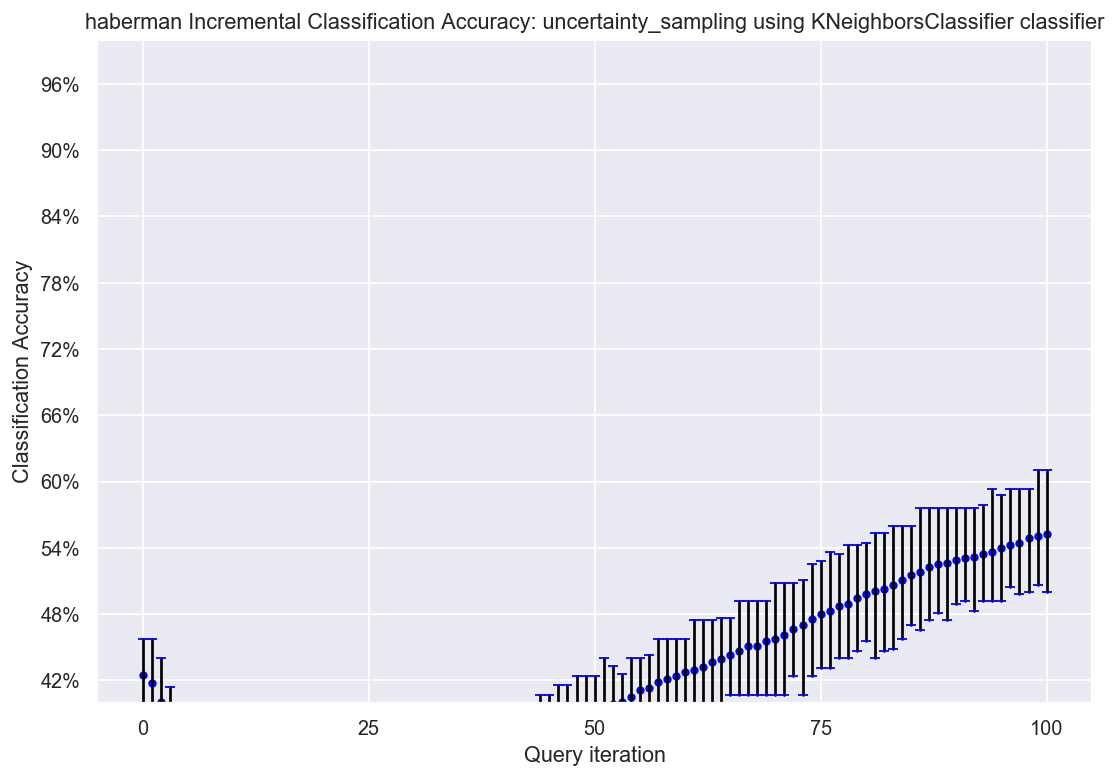 haberman Incremental Classification Accuracy: uncertainty_sampling using KNeighborsClassifier classifier
96%
90%
84%
78%
72%
66%
60%
54%
48%
42%
Classification Accuracy
0 25 50 75 100
Query iteration